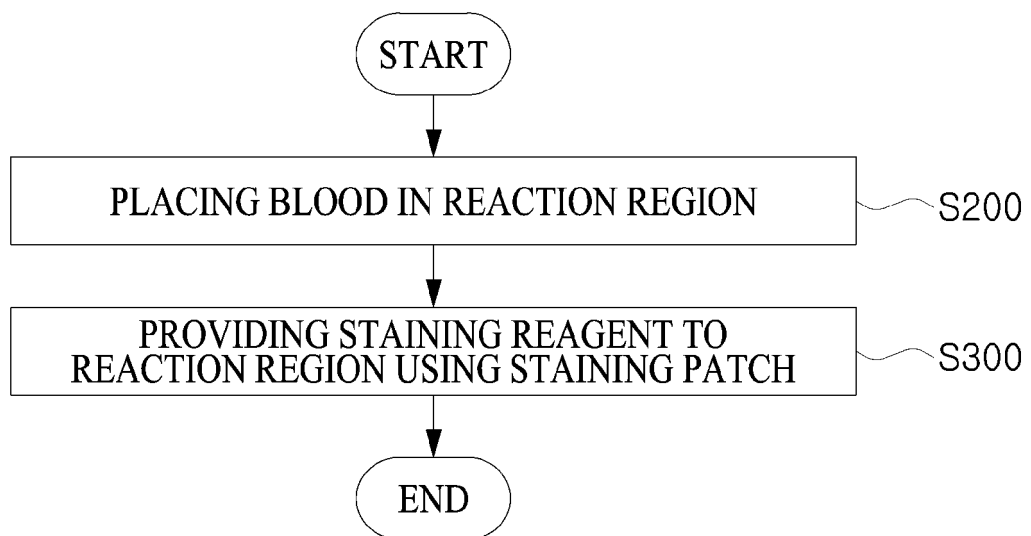 START
PLACING BLOOD IN REACTION REGION
S200
PROVIDING STAINING REAGENT TO
REACTION REGION USING STAINING PATCH
S300
END